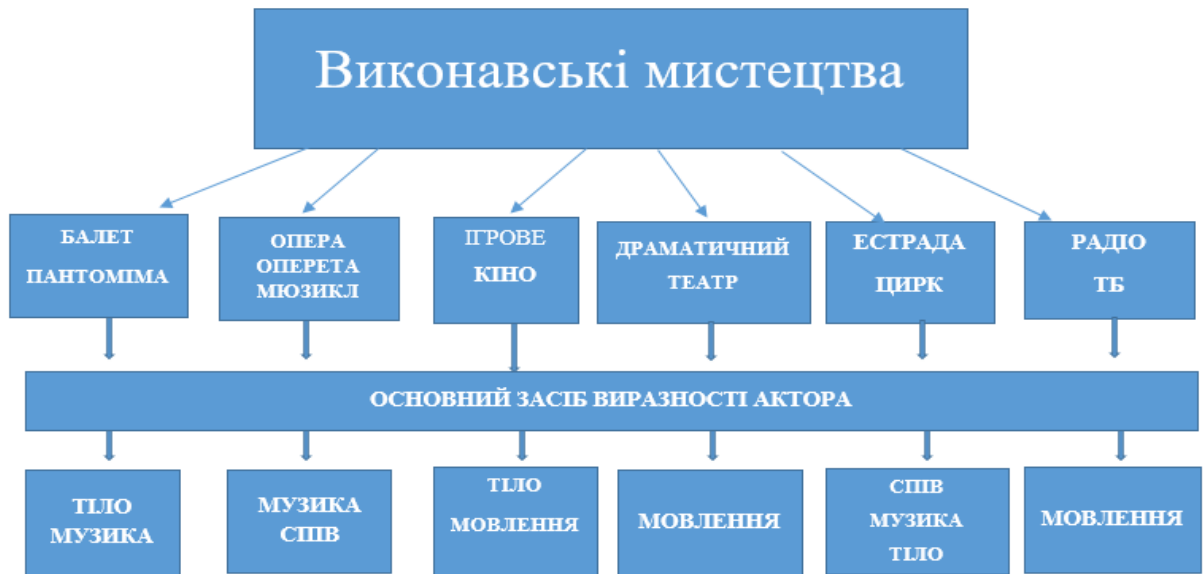 Виконавські мистецтва
БАЛЕТ
ПАНТОМІМА
ОПЕРА
ОПЕРЕТА
МЮЗИКЛ
ІГРОВЕ
КІНО
ДРАМАТИЧНИЙ
ТЕАТР
ЕСТРАДА
ЦИРК
РАДІО
ТБ
ОСНОВНИЙ ЗАСІБ ВИРАЗНОСТІ АКТОРА
ТІЛО
МУЗИКА
МУЗИКА
СПІВ
ТІЛО
МОВЛЕННЯ
МОВЛЕННЯ
СПІВ
МУЗИКА
ТІЛО
МОВЛЕННЯ